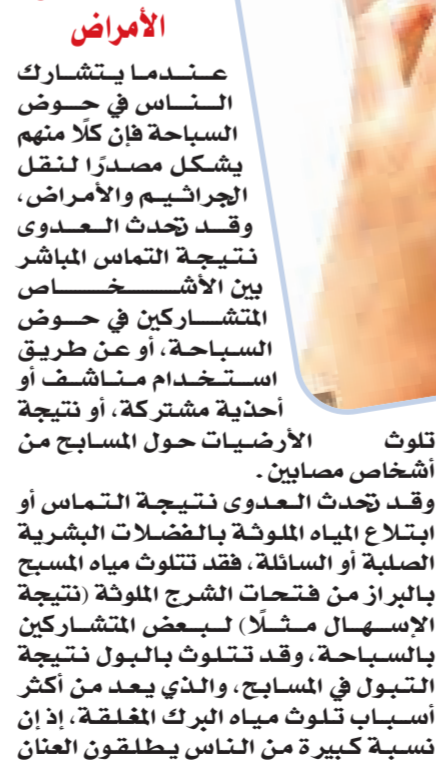 الأمراض
عندما يتشارك
الناس في حوض
السباحة فإن كلًا منهم
يشكل مصدرًا لنقل
الجراثيم والأمراض،
وقد تحدث العدوى
نتيجة التماس المباشر
بين الأشخاص
المتشاركين في حوض
السباحة، أو عن طريق
استخدام مناشف أو
أحذية مشتركة، أو نتيجة
تلوث الأرضيات حول المسابح من
أشخاص مصابين.
وقد تحدث العدوى نتيجة التماس أو
ابتلاع المياه الملوثة بالفضلات البشرية
الصلبة أو السائلة، فقد تتلوث مياه المسبح
بالبراز من فتحات الشرج الملوثة (نتيجة
الإسهال مثلًا) لبعض المتشاركين
بالسباحة، وقد تتلوث بالبول نتيجة
التبول في المسابح، والذي يعد من أكثر
أسباب تلوث مياه البرك المغلقة، إذ إن
نسبة كبيرة من الناس يطلقون العنان